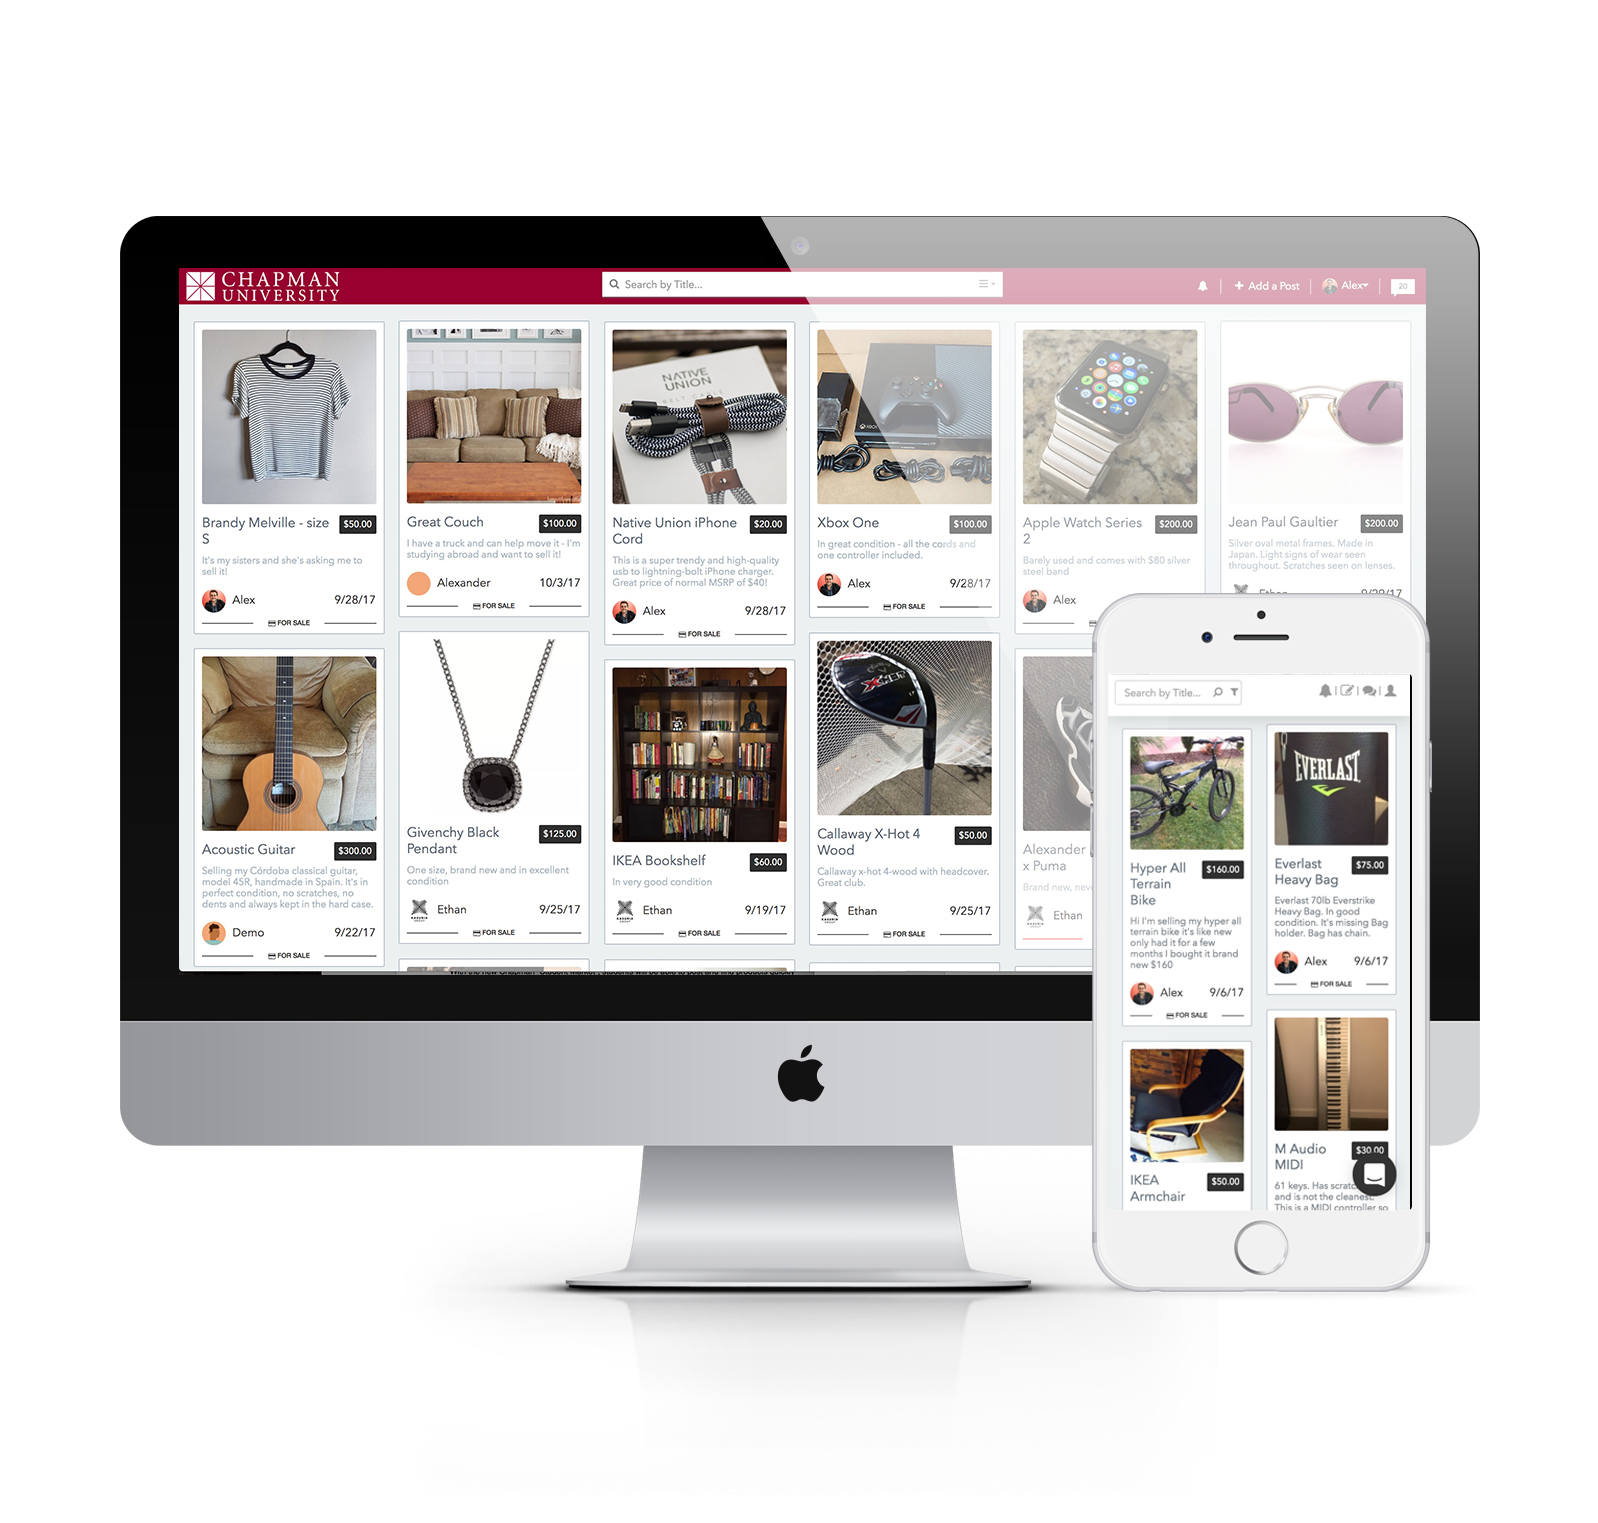 CHAPMAN
UNIVERSITY
Search by Title...
Add a Post
Alex
20
NATIVE
UNION
BELT CABLE
XBOX
Brandy Melville - size
S
$50.00
It's my sisters and she's asking me to
sell it!
Alex
9/28/17
FOR SALE
Great Couch
$100.00
I have a truck and can help move it - I'm
studying abroad and want to sell it!
Alexander
10/3/17
FOR SALE
Native Union iPhone
Cord
$20.00
This is a super trendy and high-quality
usb to lightning-bolt iPhone charger.
Great price of normal MSRP of $40!
Alex
9/28/17
FOR SALE
Xbox One
$100.00
In great condition - all the cords and
one controller included.
Alex
9/28/17
FOR SALE
Apple Watch Series
2
$200.00
Barely used and comes with $80 silver
steel band
Alex
Jean Paul Gaultier
$200.00
Silver oval metal frames. Made in
Japan. Light signs of wear seen
throughout. Scratches seen on lenses.
Ethan
9/29/17
Acoustic Guitar
$300.00
Selling my Córdoba classical guitar,
model 45R, handmade in Spain. It's in
perfect condition, no scratches, no
dents and always kept in the hard case.
Demo
9/22/17
FOR SALE
Givenchy Black
Pendant
$125.00
One size, brand new and in excellent
condition
Ethan
9/25/17
FOR SALE
IKEA Bookshelf
$60.00
In very good condition
Ethan
9/19/17
FOR SALE
Callaway X-Hot 4
Wood
$50.00
Callaway x-hot 4-wood with headcover.
Great club.
Ethan
9/25/17
FOR SALE
Alexander
x Puma
Brand new,
Ethan
Search by Title...
EVERLAST
Hyper All
Terrain
Bike
$160.00
Hi I'm selling my hyper all
terrain bike it's like new
only had it for a few
months I bought it brand
new $160
Alex
9/6/17
FOR SALE
Everlast
Heavy Bag
$75.00
Everlast 70lb Everstrike
Heavy Bag. In good
condition. It's missing Bag
holder. Bag has chain.
Alex
9/6/17
FOR SALE
IKEA
Armchair
$50.00
M Audio
MIDI
$30.00
61 keys. Has
and is not the cleanest.
This is a MIDI controller so